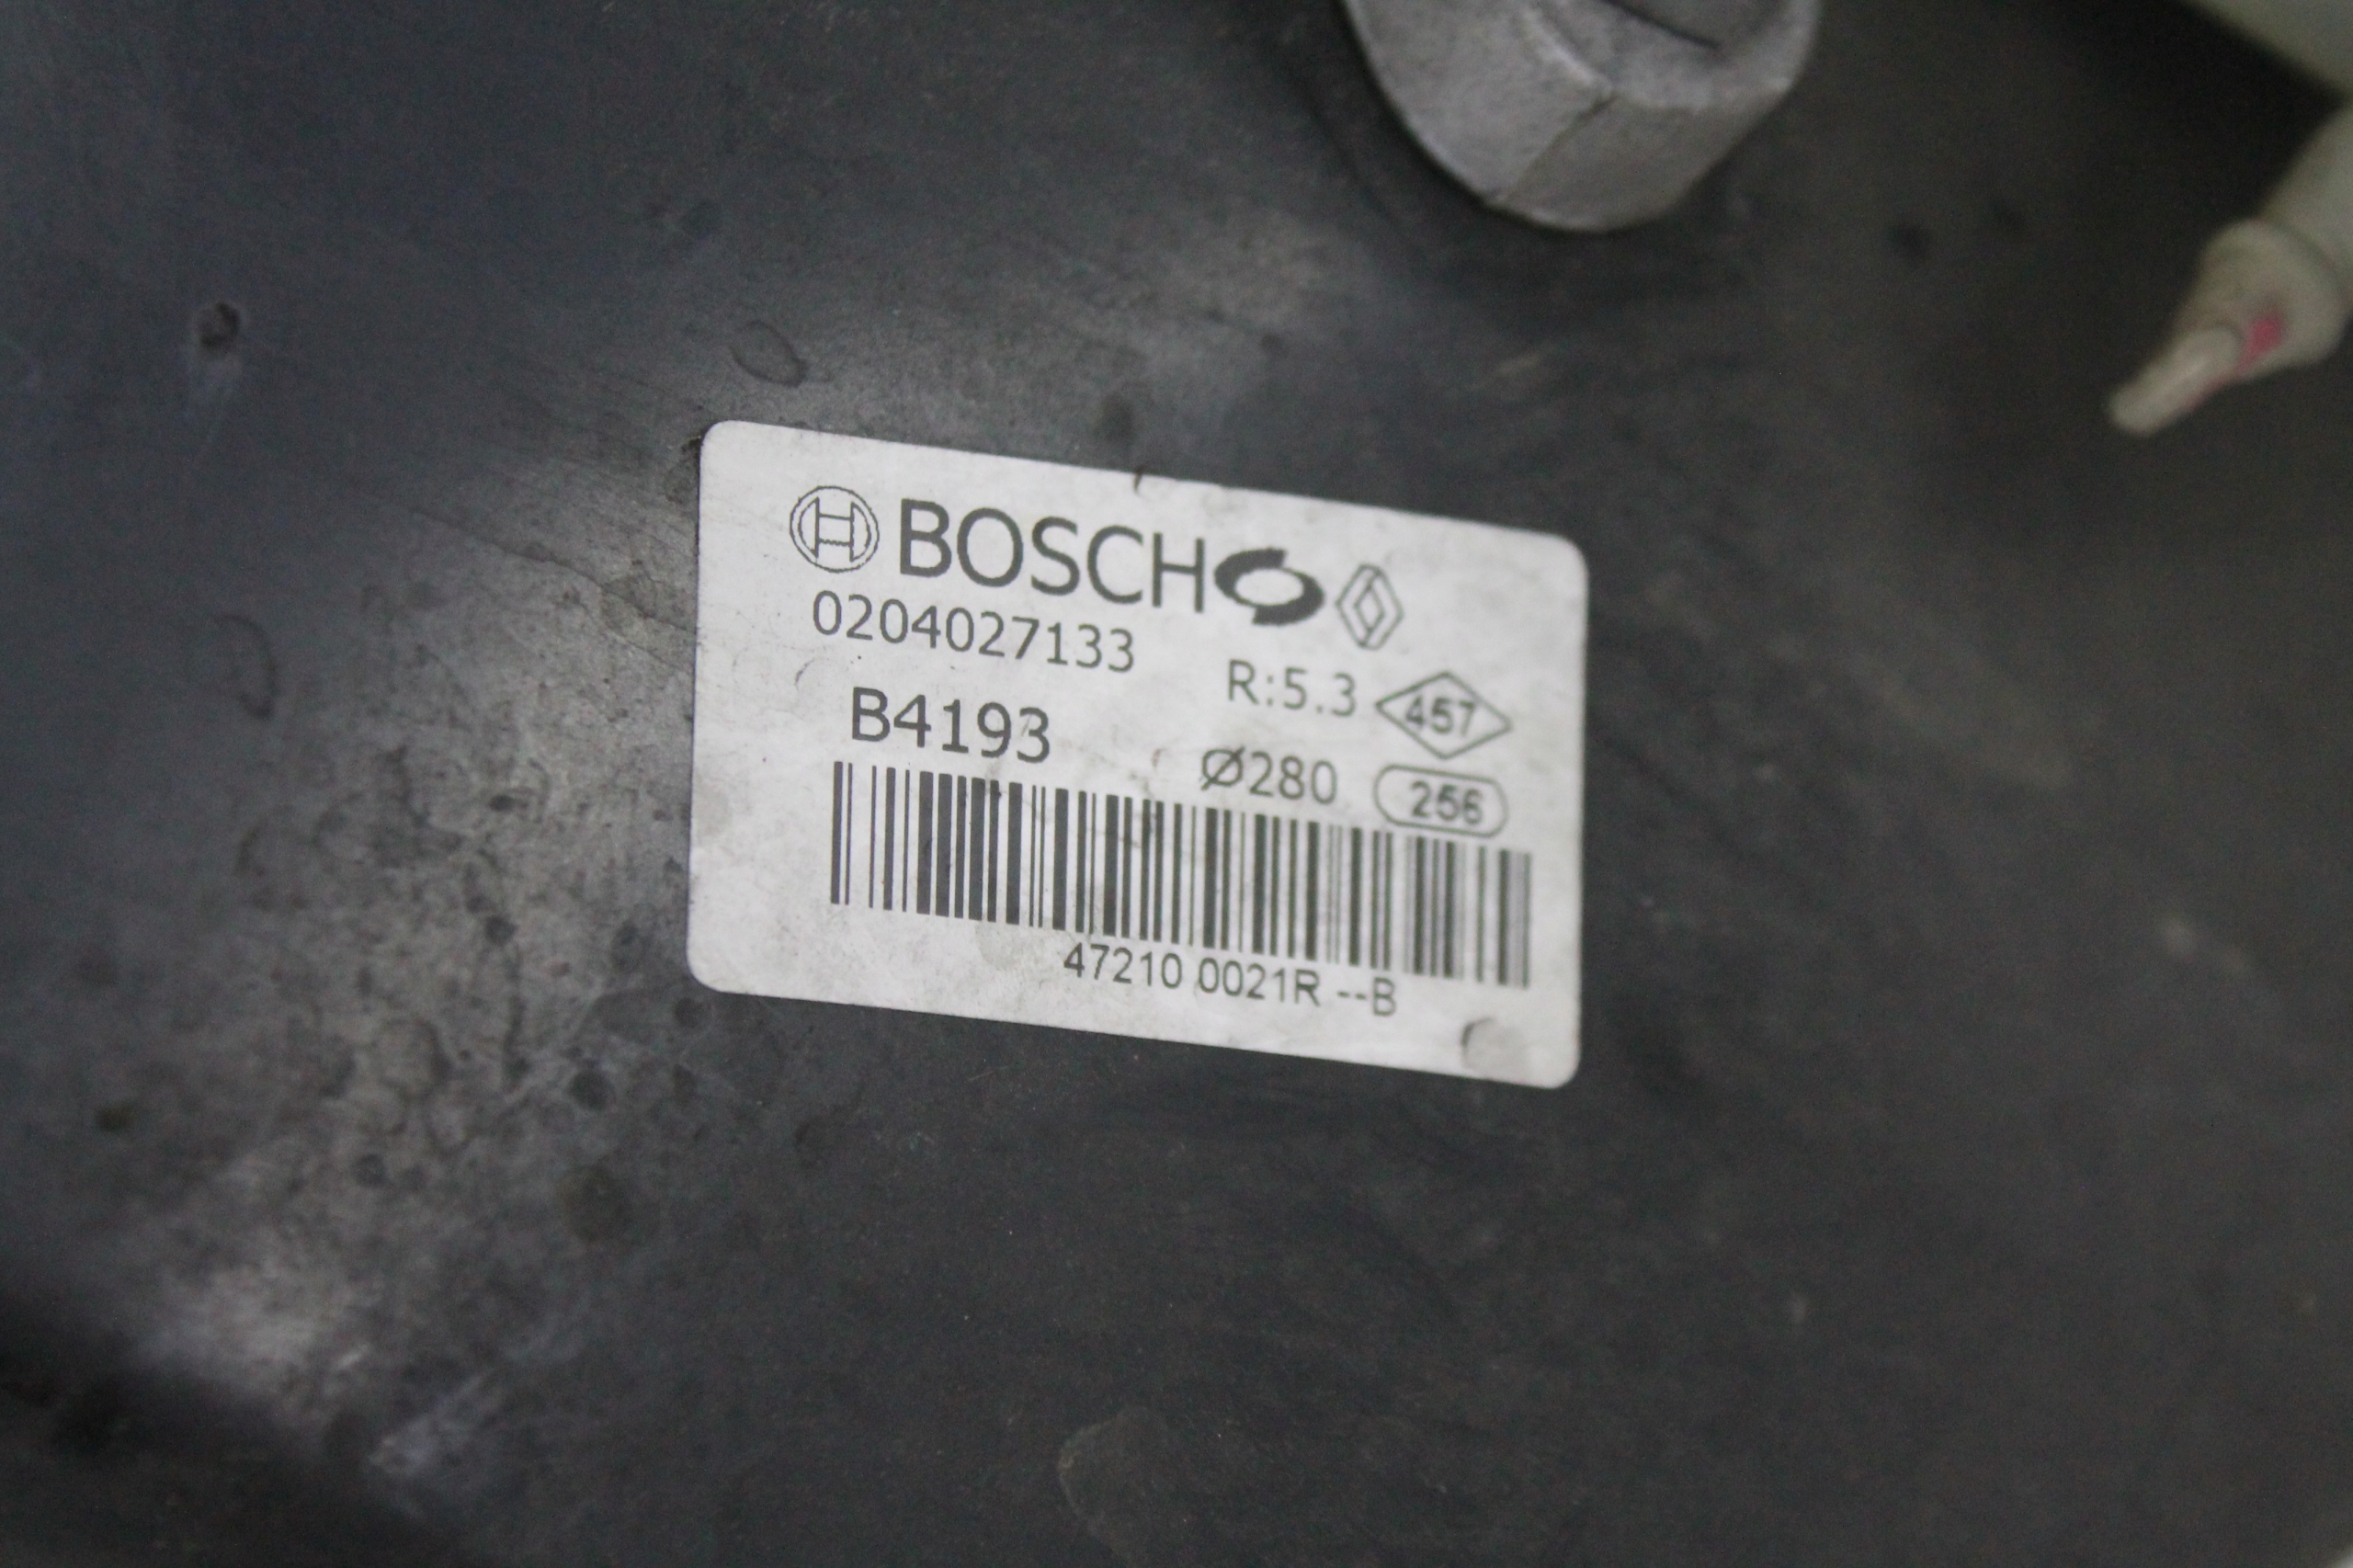 BOSCH
0204027133
R:5.3
457
B4193
Ø280
256
47210 0021R --B